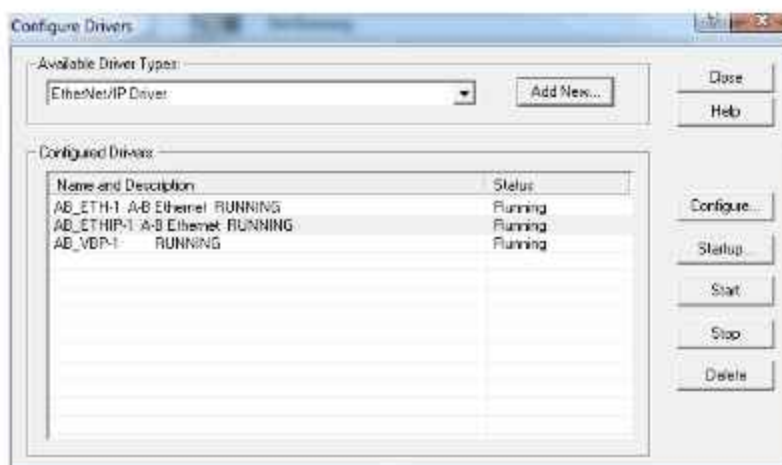 Configure Drivers
Available Driver Types:
EtherNet/IP Driver
Add New...
Close
Help
Configured Drivers:
Name and Description Status
AB_ETH-1 A-B Ethernet RUNNING Running
AB_ETHIP-1 A-B Ethernet RUNNING Running
AB_VBP-1 RUNNING Running
Configure...
Startup...
Start
Stop
Delete